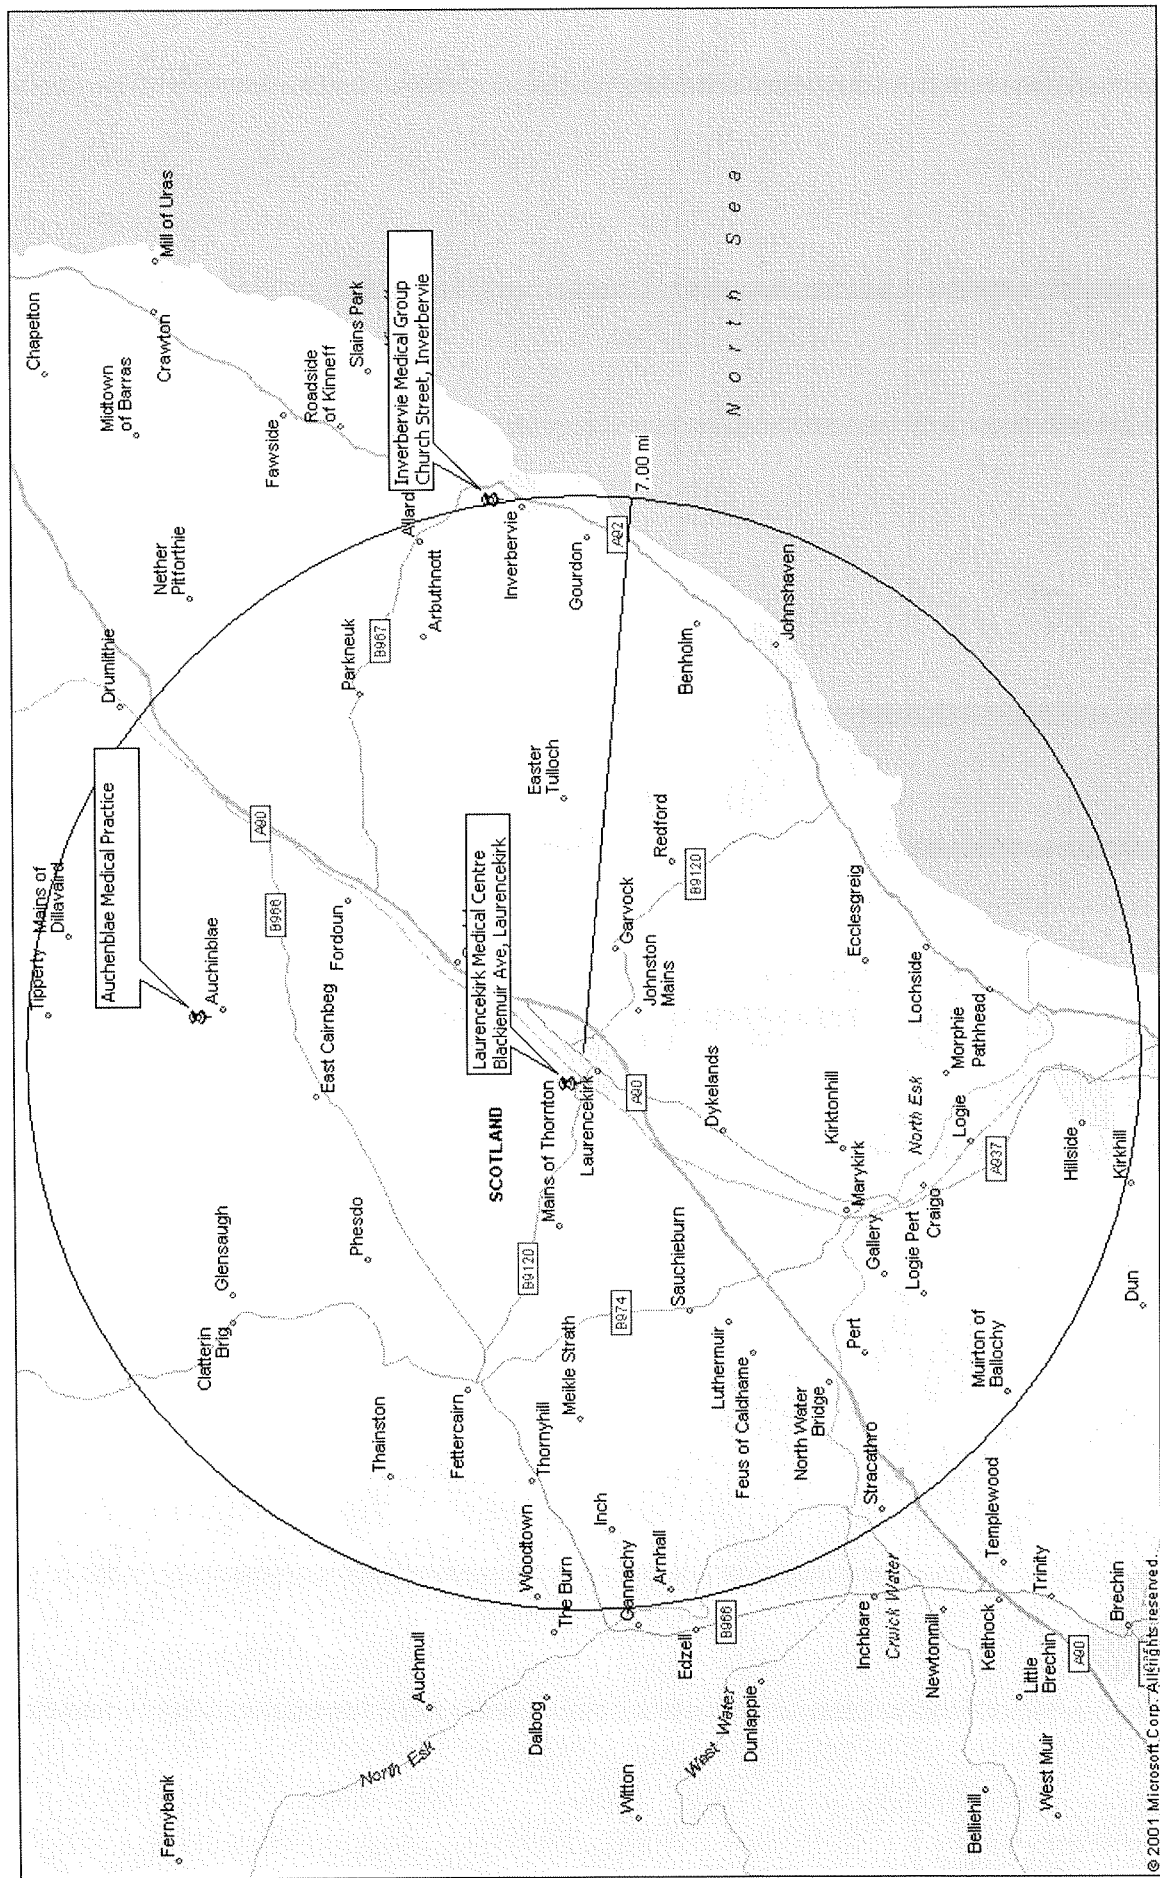 Fernybank
Tipperty
Mains of
Dillavaird
Chapelton
Drumlithie
Midtown
of Barras
Auchenblae Medical Practice
Nether
Pitforthie
Crawton
Mill of Uras
Clatterin
Brig
Glensaugh
Auchinblae
B966
A90
Fawside
Roadside
of Kinneff
East Cairnbeg
Fordoun
Phesdo
Parkneuk
Slains Park
North Esk
Auchmull
Thainston
B967
Allard
Arbuthnott
Inverbervie Medical Group
Church Street, Inverbervie
Fettercairn
SCOTLAND
Laurencekirk Medical Centre
Blackiemuir Ave, Laurencekirk
Inverbervie
Dalbog
Woodtown
The Burn
Thornyhill
B9120
Mains of Thornton
Easter
Tulloch
Meikle Strath
Laurencekirk
Gourdon
Inch
Witton
Gannachy
B974
A90
Garvock
A92
7.00 mi
Arnhall
Johnston
Mains
Redford
Edzell
B966
Sauchieburn
B9120
Benholm
West Water
Dunlappie
Luthermuir
Feus of Caldhame
Dykelands
North Sea
Johnshaven
North Water
Bridge
Kirktonhill
Pert
Marykirk
Ecclesgreig
Inchbare
Stracathro
Gallery
Cruick Water
Logie Pert
Craigo
North Esk
Lochside
Newtonmill
Logie
Morphie
Pathhead
Belliehill
Keithock
Templewood
Muirton of
Ballochy
A937
Little
Brechin
Trinity
West Muir
A90
Hillside
Brechin
Dun
Kirkhill
© 2001 Microsoft Corp. All rights reserved.